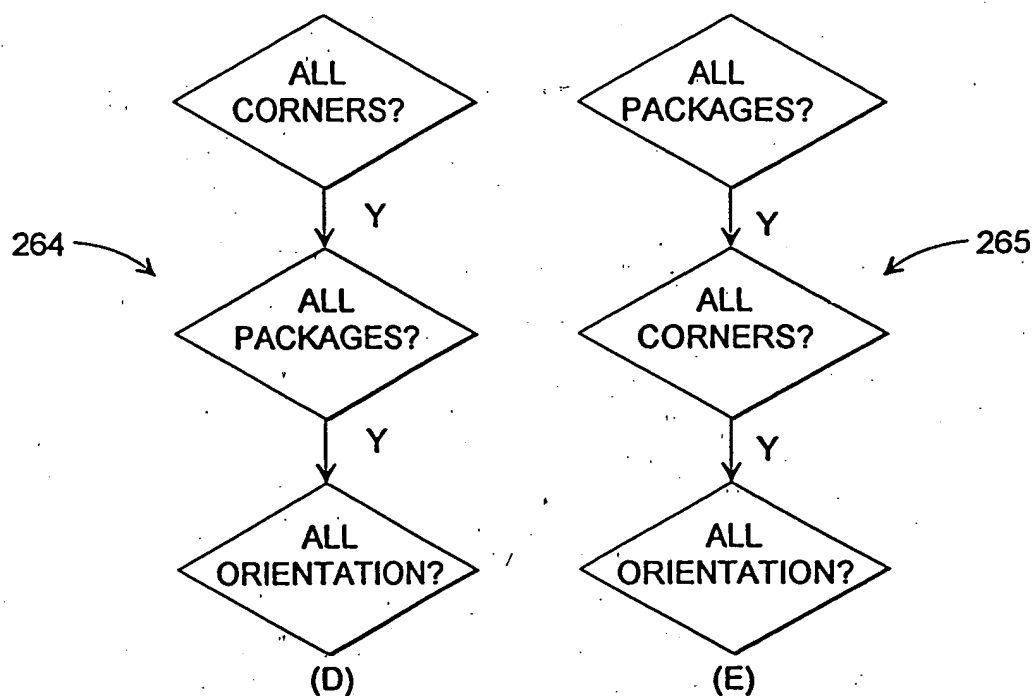 ALL
CORNERS?
Y
264
ALL
PACKAGES?
Y
ALL
ORIENTATION?
(D)
ALL
PACKAGES?
Y
265
ALL
CORNERS?
Y
ALL
ORIENTATION?
(E)